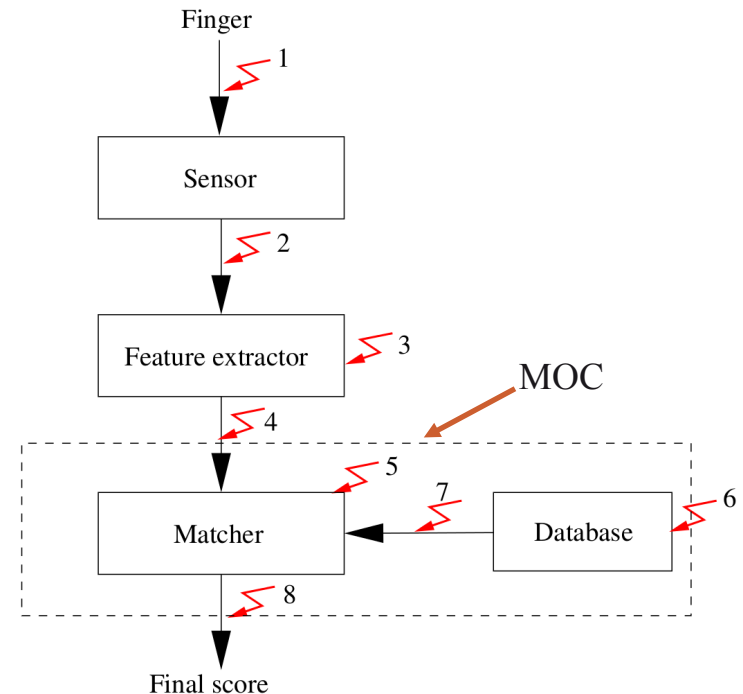 Finger
1
Sensor
2
Feature extractor
3
MOC
4
5
Matcher
7
Database
6
8
Final score